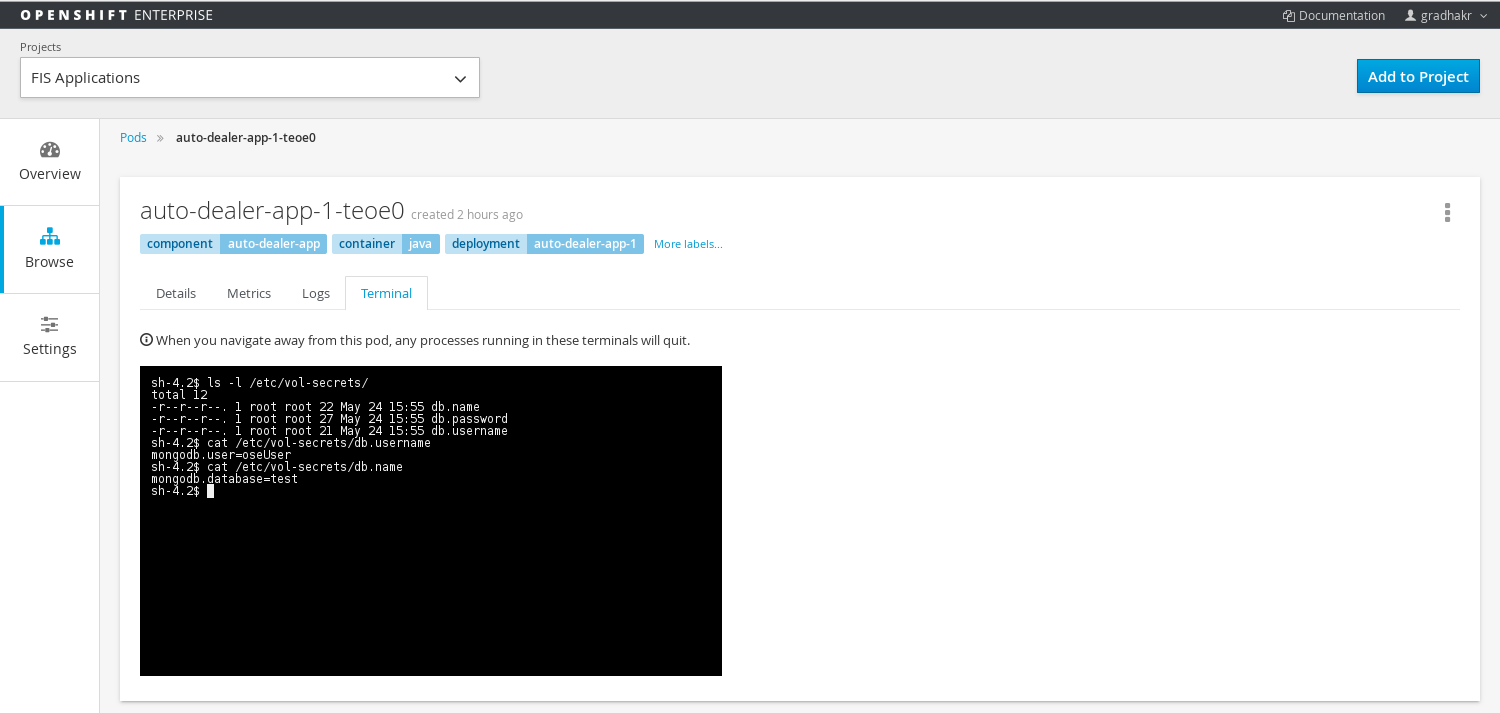 OPENSHIFT ENTERPRISE
Documentation
gradhakr
Projects
FIS Applications
Add to Project
Overview
Browse
Settings
Pods » auto-dealer-app-1-teoe0
auto-dealer-app-1-teoe0 created 2 hours ago
component auto-dealer-app container java deployment auto-dealer-app-1 More labels...
Details Metrics Logs Terminal
When you navigate away from this pod, any processes running in these terminals will quit.
sh-4.2$ ls -l /etc/vol-secrets/
total 12
-r--r--r--. 1 root root 22 May 24 15:55 db.name
-r--r--r--. 1 root root 27 May 24 15:55 db.password
-r--r--r--. 1 root root 21 May 24 15:55 db.username
sh-4.2$ cat /etc/vol-secrets/db.username
mongodb.user=oseUser
sh-4.2$ cat /etc/vol-secrets/db.name
mongodb.database=test
sh-4.2$